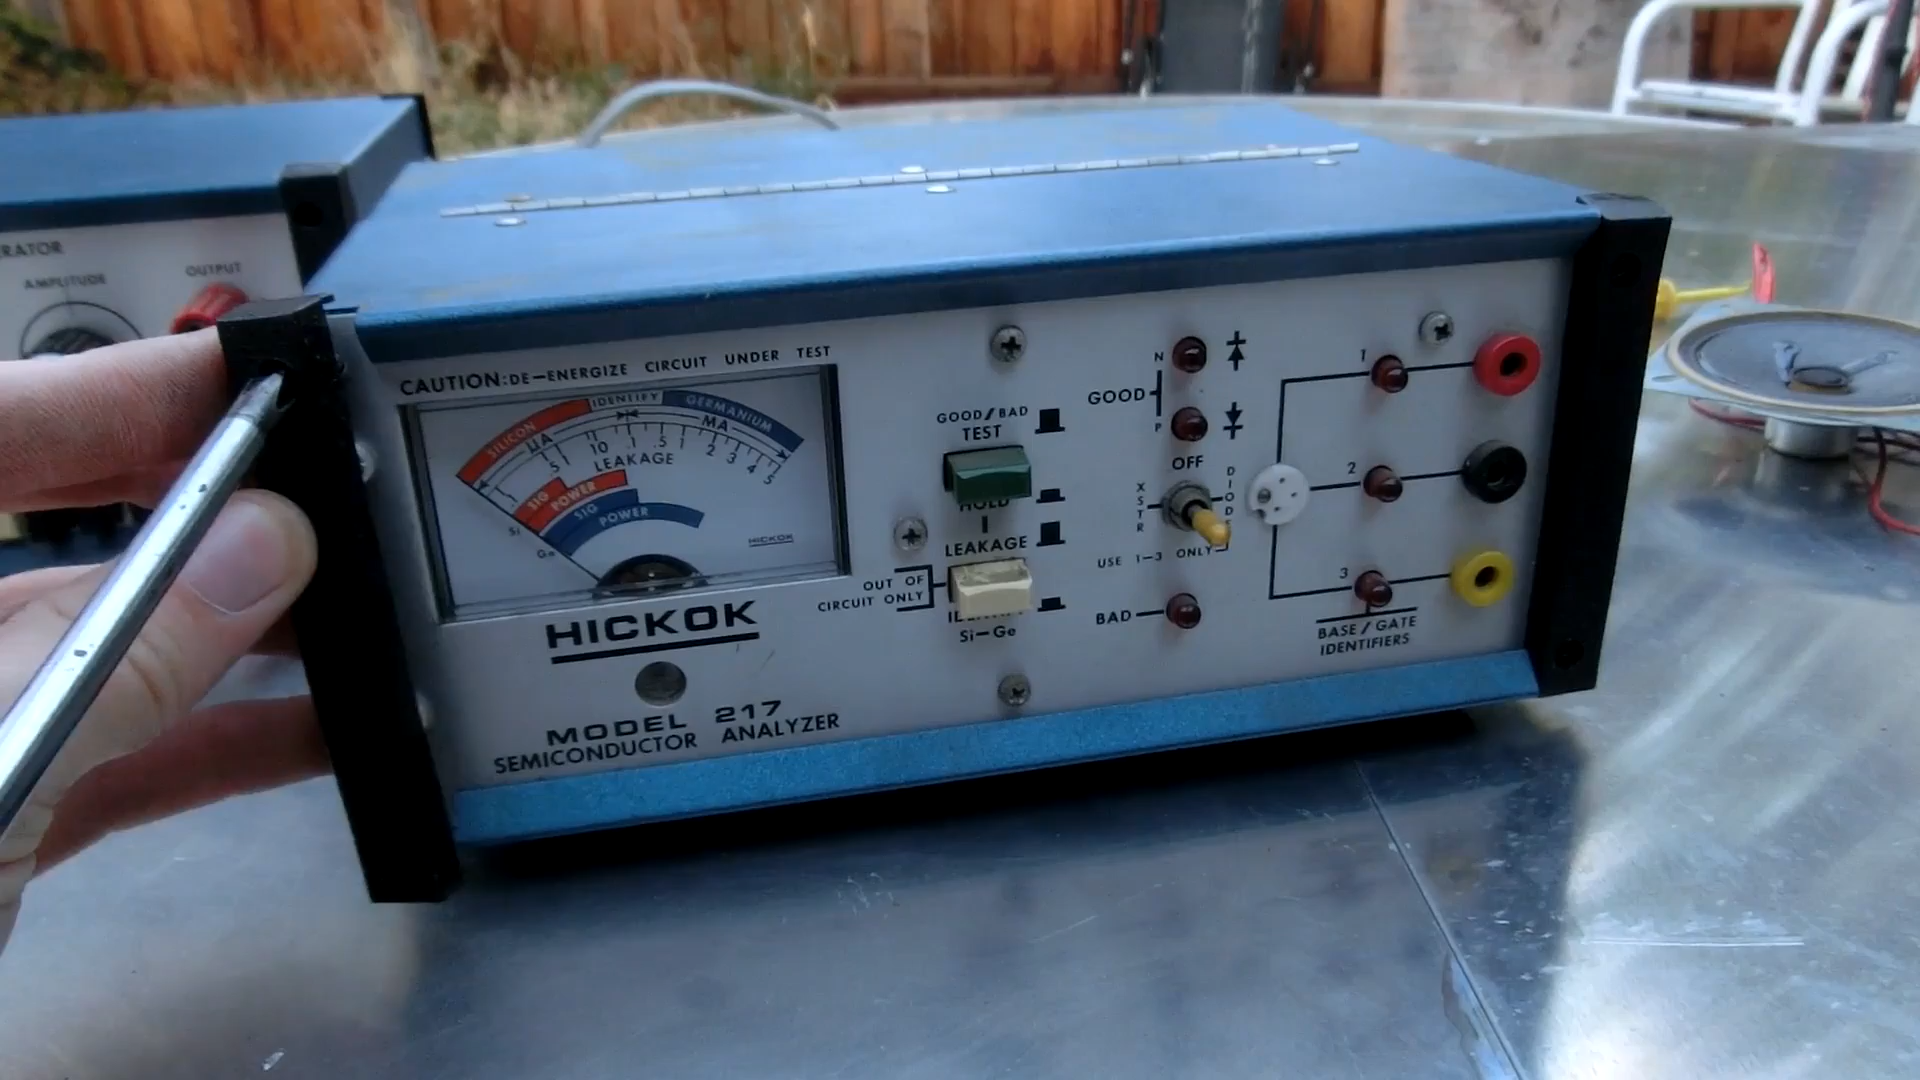 RATOR
AMPLITUDE
OUTPUT
CAUTION: DE-ENERGIZE CIRCUIT UNDER TEST
SILICON
IDENTIFY
GERMANIUM
MA
5 10 .1 .5 1 2 3 4 5
LEAKAGE
SIG POWER
SIG POWER
Si
Ge
HICKOK
HICKOK
MODEL 217
SEMICONDUCTOR ANALYZER
GOOD/BAD
TEST
HOLD
LEAKAGE
OUT OF
CIRCUIT ONLY
Si-Ge
N
GOOD
P
OFF
XSTR
DIODE
USE 1-3 ONLY
BAD
1
2
3
BASE/GATE
IDENTIFIERS